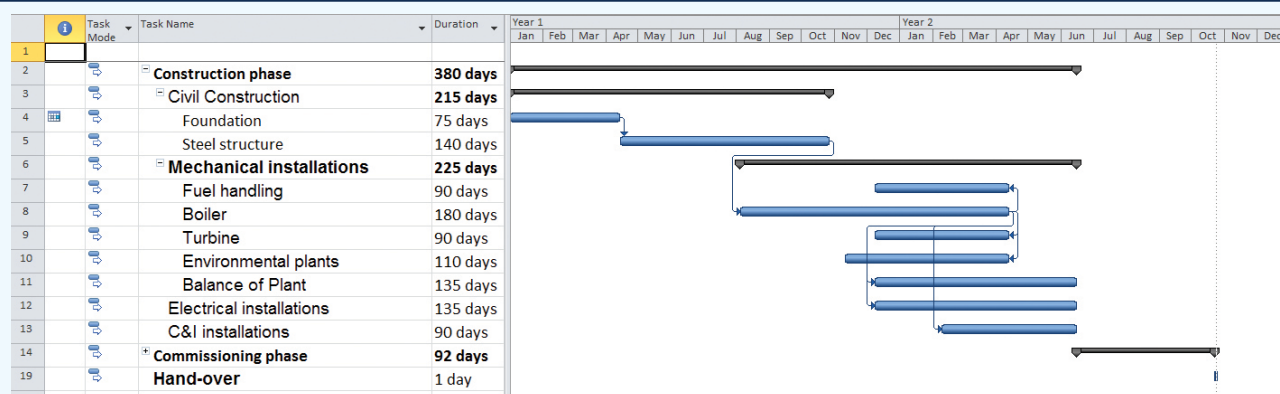 Task Mode Task Name Duration Year 1 Year 2
Jan Feb Mar Apr May Jun Jul Aug Sep Oct Nov Dec Jan Feb Mar Apr May Jun Jul Aug Sep Oct Nov Dec
1
2 Construction phase 380 days
3 Civil Construction 215 days
4 Foundation 75 days
5 Steel structure 140 days
6 Mechanical installations 225 days
7 Fuel handling 90 days
8 Boiler 180 days
9 Turbine 90 days
10 Environmental plants 110 days
11 Balance of Plant 135 days
12 Electrical installations 135 days
13 C&I installations 90 days
14 Commissioning phase 92 days
19 Hand-over 1 day